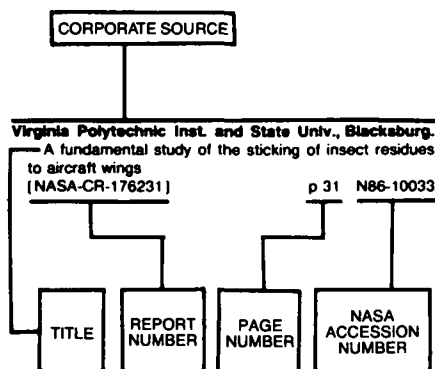 CORPORATE SOURCE
Virginia Polytechnic Inst. and State Univ., Blacksburg.
A fundamental study of the sticking of insect residues
to aircraft wings
[NASA-CR-176231] p 31 N86-10033
TITLE
REPORT
NUMBER
PAGE
NUMBER
NASA
ACCESSION
NUMBER